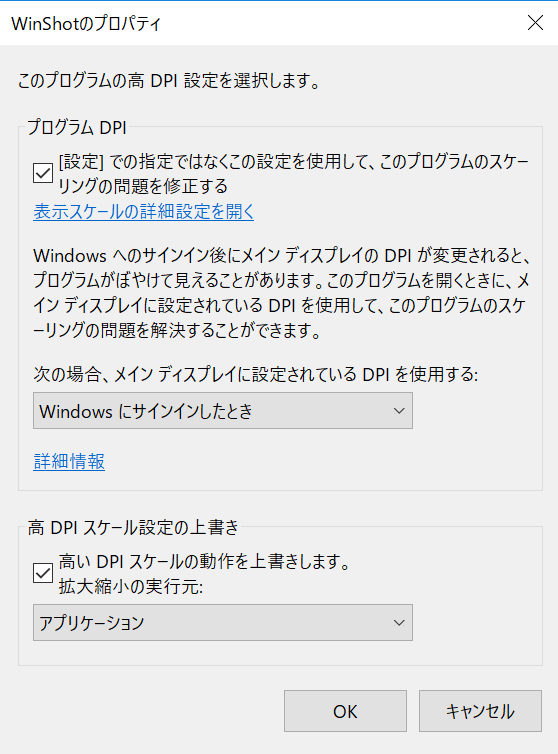 WinShotのプロパティ
このプログラムの高 DPI 設定を選択します。
プログラム DPI
[設定] での指定ではなくこの設定を使用して、このプログラムのスケー
リングの問題を修正する
表示スケールの詳細設定を開く
Windows へのサインイン後にメイン ディスプレイの DPI が変更されると、
プログラムがぼやけて見えることがあります。このプログラムを開くときに、メ
イン ディスプレイに設定されている DPI を使用して、このプログラムのスケ
ーリングの問題を解決することができます。
次の場合、メイン ディスプレイに設定されている DPI を使用する:
Windows にサインインしたとき
詳細情報
高 DPI スケール設定の上書き
高い DPI スケールの動作を上書きします。
拡大縮小の実行元:
アプリケーション
OK
キャンセル